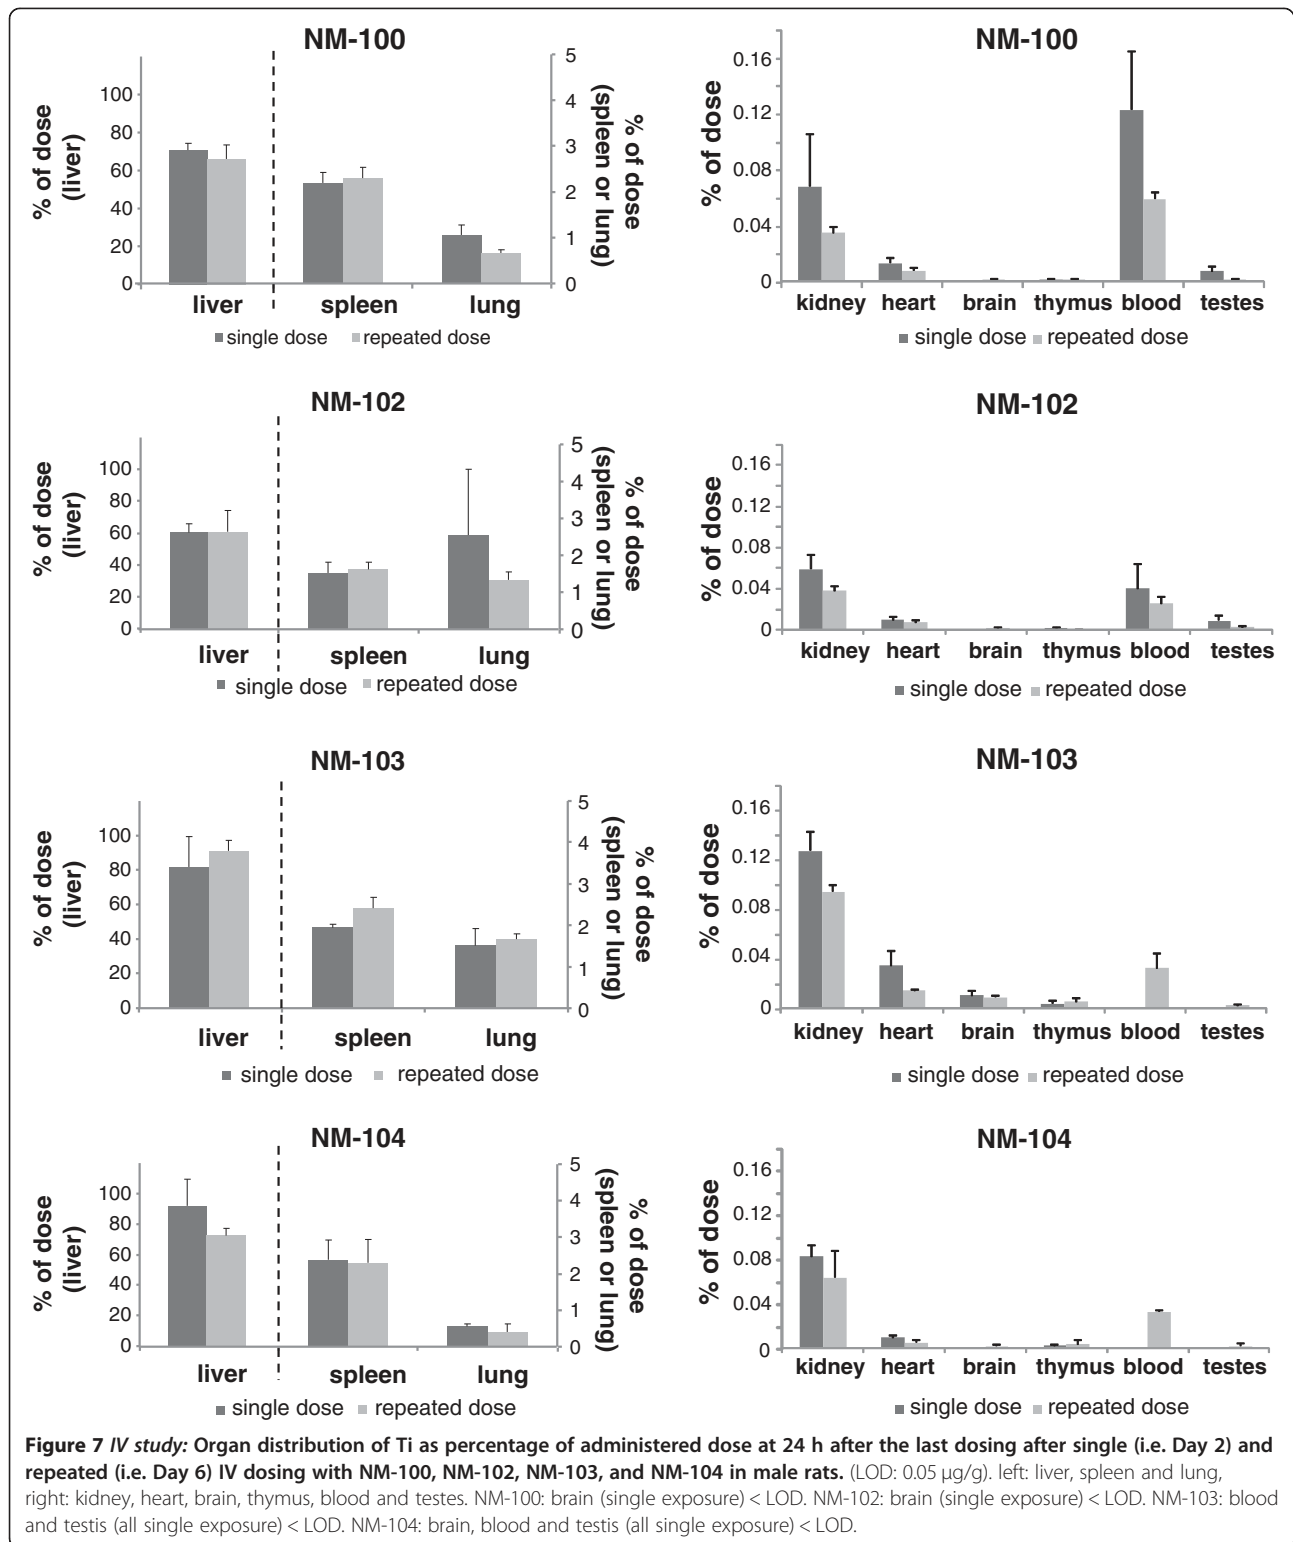 NM-100
% of dose
(liver)
100
80
60
40
20
0
5
4
3
2
1
0
% of dose
(spleen or lung)
liver spleen lung
single dose repeated dose
NM-100
% of dose
0.16
0.12
0.08
0.04
0
kidney heart brain thymus blood testes
single dose repeated dose
NM-102
% of dose
(liver)
100
80
60
40
20
0
5
4
3
2
1
0
% of dose
(spleen or lung)
liver spleen lung
single dose repeated dose
NM-102
% of dose
0.16
0.12
0.08
0.04
0
kidney heart brain thymus blood testes
single dose repeated dose
NM-103
% of dose
(liver)
100
80
60
40
20
0
5
4
3
2
1
0
% of dose
(spleen or lung)
liver spleen lung
single dose repeated dose
NM-103
% of dose
0.16
0.12
0.08
0.04
0
kidney heart brain thymus blood testes
single dose repeated dose
NM-104
% of dose
(liver)
100
80
60
40
20
0
5
4
3
2
1
0
% of dose
(spleen or lung)
liver spleen lung
single dose repeated dose
NM-104
% of dose
0.16
0.12
0.08
0.04
0
kidney heart brain thymus blood testes
single dose repeated dose
Figure 7 IV study: Organ distribution of Ti as percentage of administered dose at 24 h after the last dosing after single (i.e. Day 2) and
repeated (i.e. Day 6) IV dosing with NM-100, NM-102, NM-103, and NM-104 in male rats. (LOD: 0.05 μg/g). left: liver, spleen and lung,
right: kidney, heart, brain, thymus, blood and testes. NM-100: brain (single exposure) < LOD. NM-102: brain (single exposure) < LOD. NM-103: blood
and testis (all single exposure) < LOD. NM-104: brain, blood and testis (all single exposure) < LOD.